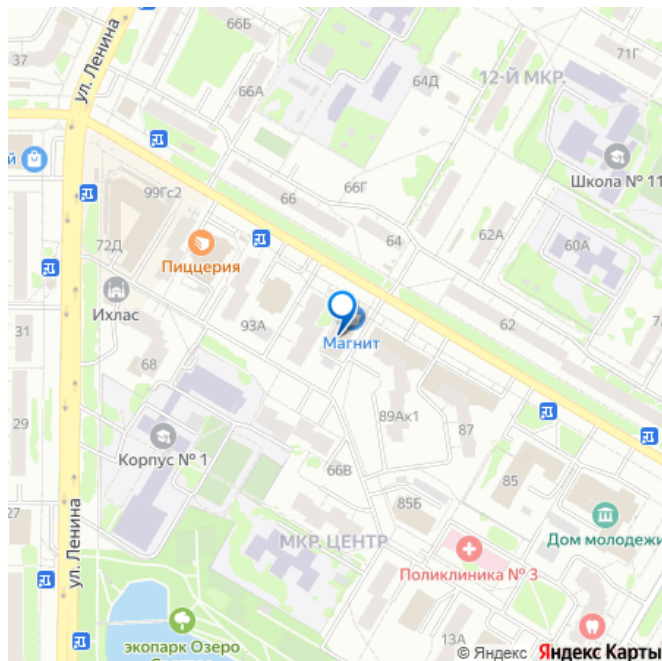 66Б
37
ул. Ленина
66А
64Д
12-Й МКР.
71Г
Школа № 11
й
99Гс2
66
66Г
72Д
Пиццерия
64
62А
60А
Ихлас
31
93А
Магнит
62
68
29
89Ак1
87
Корпус № 1
66В
85
27
85Б
ул. Ленина
МКР. ЦЕНТР
Дом молодежи
Поликлиника № 3
экопарк Озеро
13А
© Яндекс Яндекс Карты